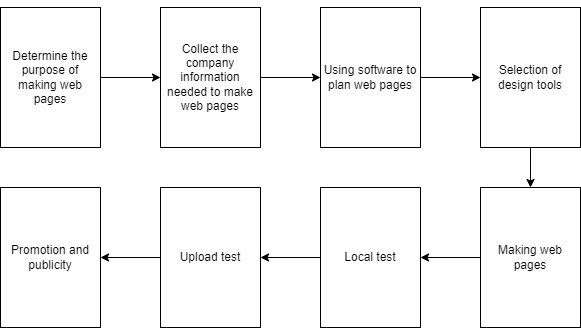 Determine the
purpose of
making web
pages
Collect the
company
information
needed to make
web pages
Using software to
plan web pages
Selection of
design tools
Promotion and
publicity
Upload test
Local test
Making web
pages